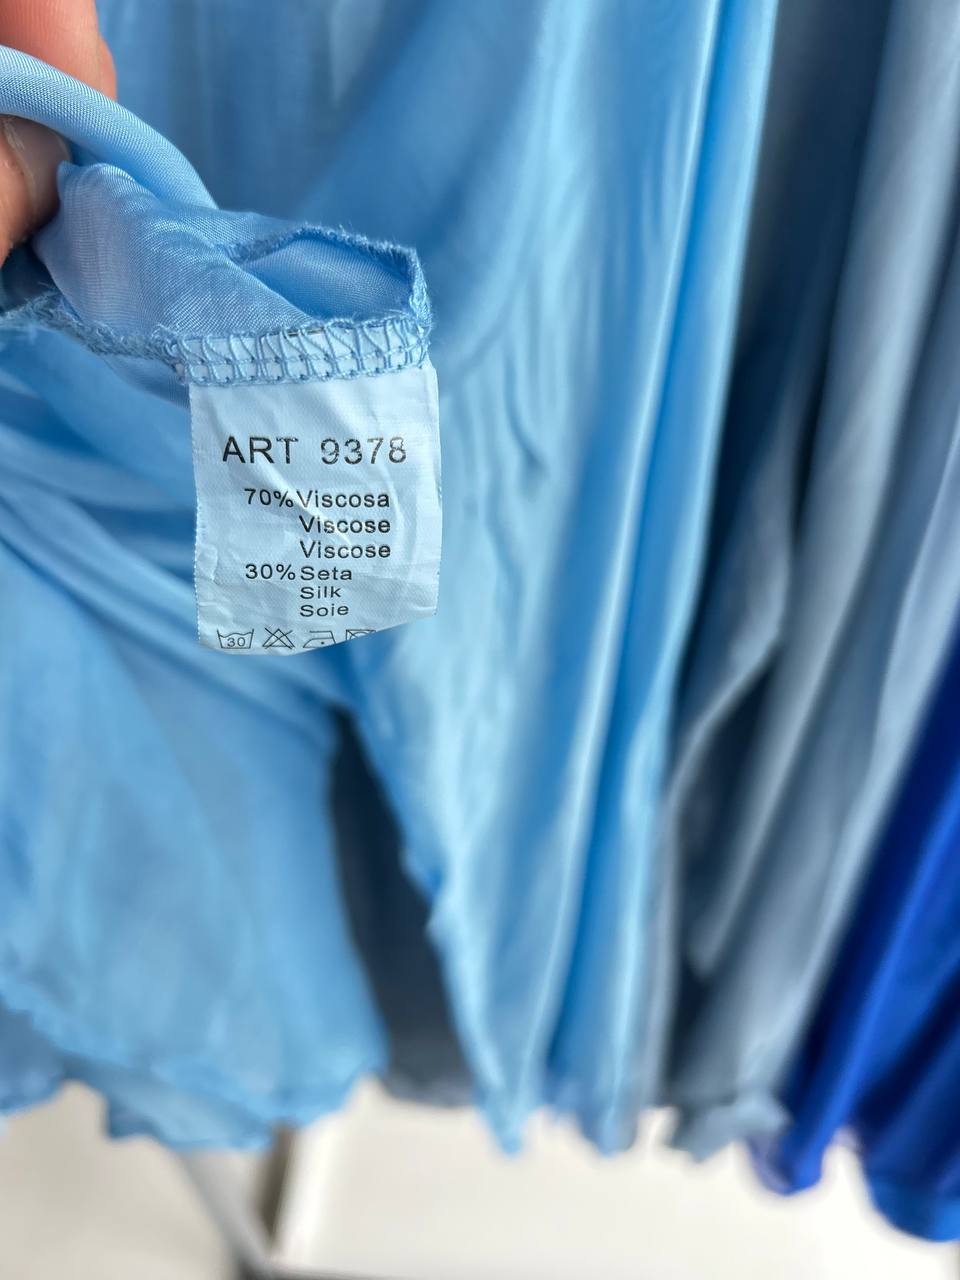 ART 9378
70% Viscosa
Viscose
Viscose
30% Seta
Silk
Soie
30